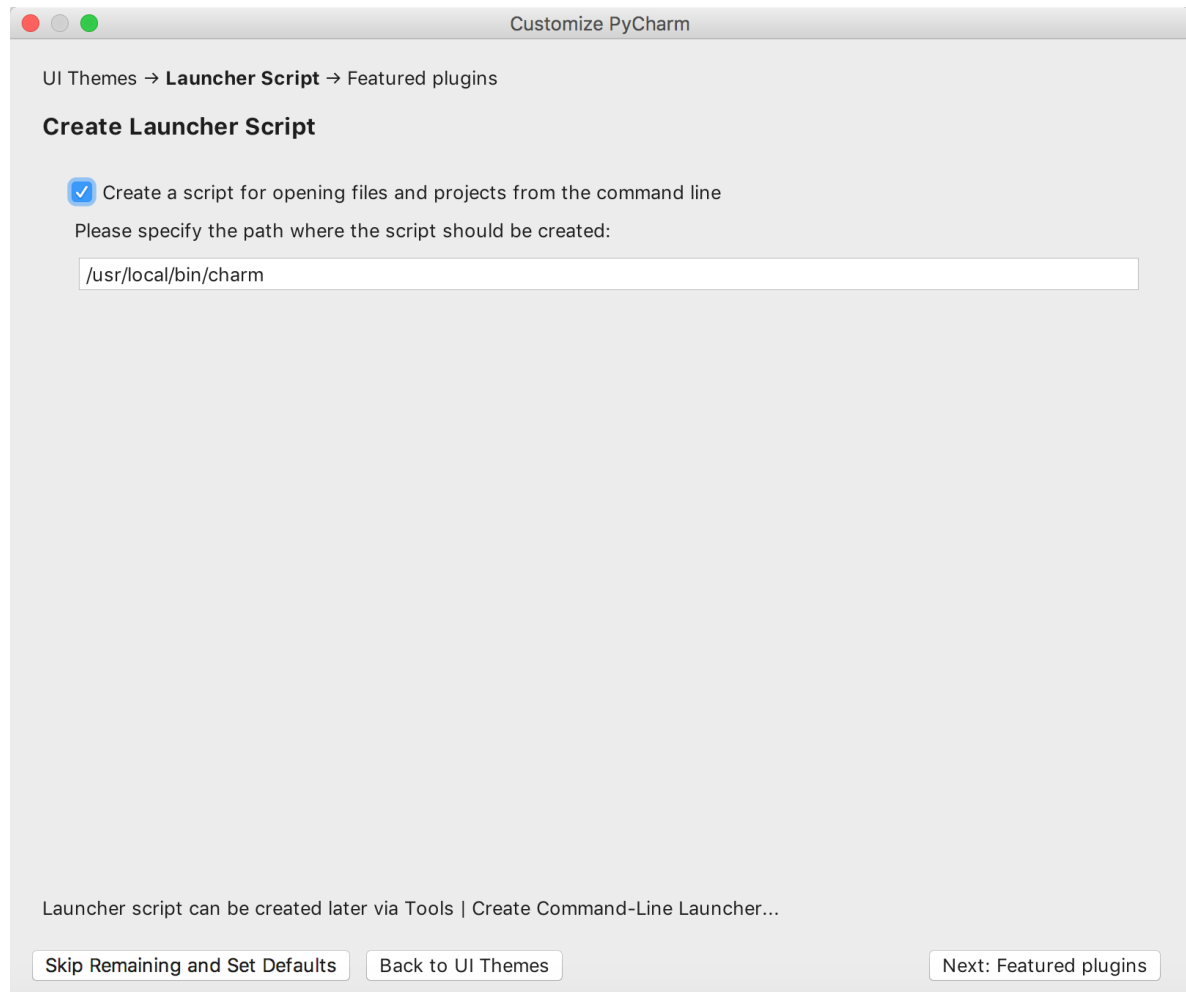 Customize PyCharm
UI Themes → Launcher Script → Featured plugins
Create Launcher Script
Create a script for opening files and projects from the command line
Please specify the path where the script should be created:
/usr/local/bin/charm
Launcher script can be created later via Tools | Create Command-Line Launcher...
Skip Remaining and Set Defaults Back to UI Themes Next: Featured plugins